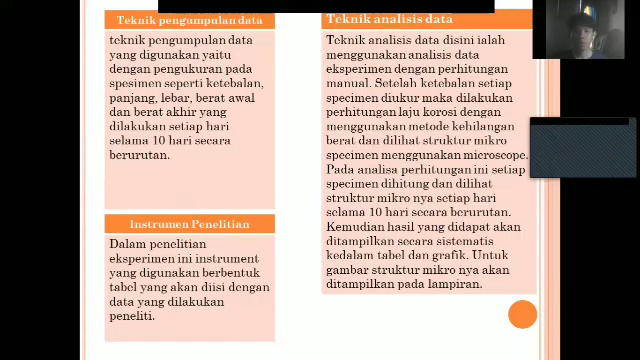 Teknik pengumpulan data
teknik pengumpulan data
yang digunakan yaitu
dengan pengukuran pada
spesimen seperti ketebalan,
panjang, lebar, berat awal
dan berat akhir yang
dilakukan setiap hari
selama 10 hari secara
berurutan.
Instrumen Penelitian
Dalam penelitian
eksperimen ini instrument
yang digunakan berbentuk
tabel yang akan diisi dengan
data yang dilakukan
peneliti.
Teknik analisis data
Teknik analisis data disini ialah
menggunakan analisis data
eksperimen dengan perhitungan
manual. Setelah ketebalan setiap
specimen diukur maka dilakukan
perhitungan laju korosi dengan
menggunakan metode kehilangan
berat dan dilihat struktur mikro
specimen menggunakan microscope.
Pada analisa perhitungan ini setiap
specimen dihitung dan dilihat
struktur mikro nya setiap hari
selama 10 hari secara berurutan.
Kemudian hasil yang didapat akan
ditampilkan secara sistematis
kedalam tabel dan grafik. Untuk
gambar struktur mikro nya akan
ditampilkan pada lampiran.